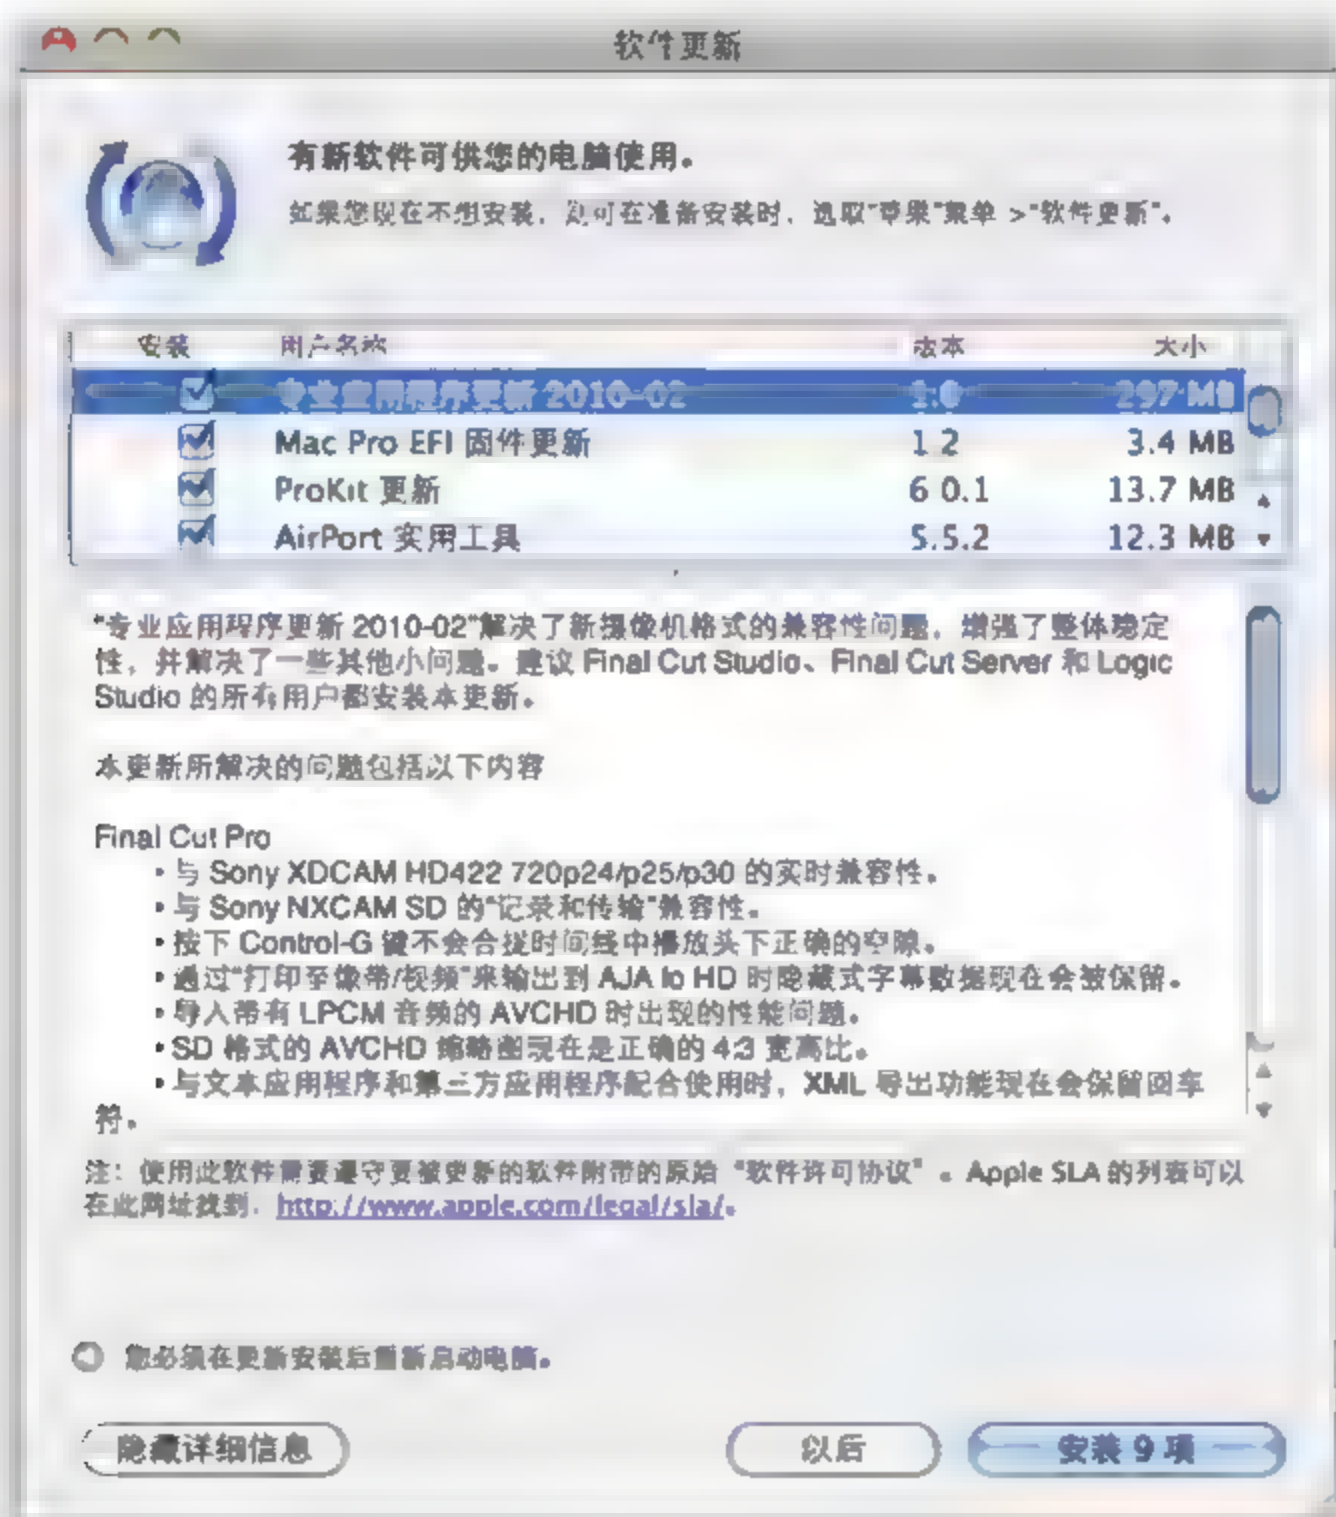 软件更新
有新软件可供您的电脑使用。
如果您现在不想安装，则可在准备安装时，选取“苹果”菜单 >“软件更新”。
安装 用户名称 版本 大小
专业应用程序更新 2010-02 1.0 297 MB
Mac Pro EFI 固件更新 1.2 3.4 MB
ProKit 更新 6.0.1 13.7 MB
AirPort 实用工具 5.5.2 12.3 MB
“专业应用程序更新 2010-02”解决了新摄像机格式的兼容性问题，增强了整体稳定
性，并解决了一些其他小问题。建议 Final Cut Studio、Final Cut Server 和 Logic
Studio 的所有用户都安装本更新。
本更新所解决的问题包括以下内容
Final Cut Pro
• 与 Sony XDCAM HD422 720p24/p25/p30 的实时兼容性。
• 与 Sony NXCAM SD 的“记录和传输”兼容性。
• 按下 Control-G 键不会合拢时间线中播放头下正确的空隙。
• 通过“打印至像带/视频”来输出到 AJA Io HD 时隐藏式字幕数据现在会被保留。
• 导入带有 LPCM 音频的 AVCHD 时出现的性能问题。
• SD 格式的 AVCHD 缩略图现在是正确的 4:3 宽高比。
• 与文本应用程序和第三方应用程序配合使用时，XML 导出功能现在会保留回车
符。
注：使用此软件需要遵守要被更新的软件附带的原始“软件许可协议”。Apple SLA 的列表可以
在此网址找到：http://www.apple.com/legal/sla/。
您必须在更新安装后重新启动电脑。
隐藏详细信息 以后 安装 9 项